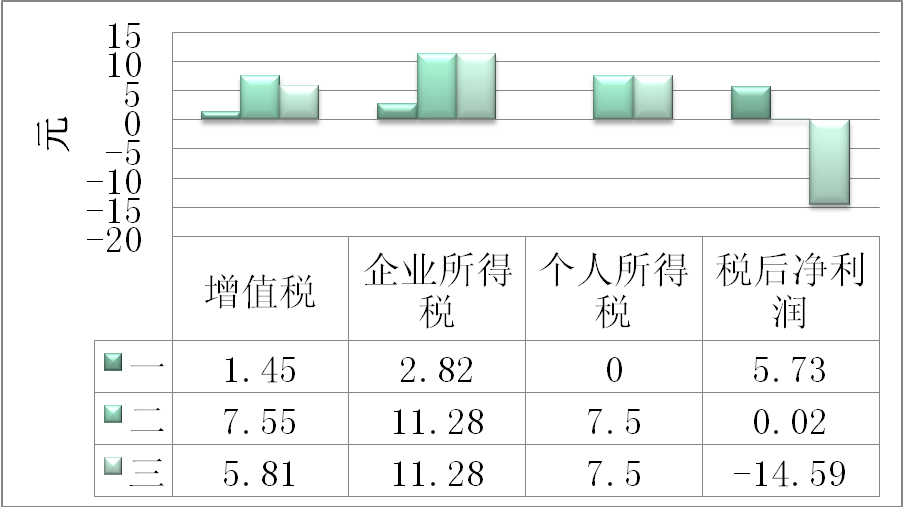 15
10
5
0
-5
-10
-15
-20
元
增值税
企业所得
税
个人所得
税
税后净利
润
一 1.45 2.82 0 5.73
二 7.55 11.28 7.5 0.02
三 5.81 11.28 7.5 -14.59